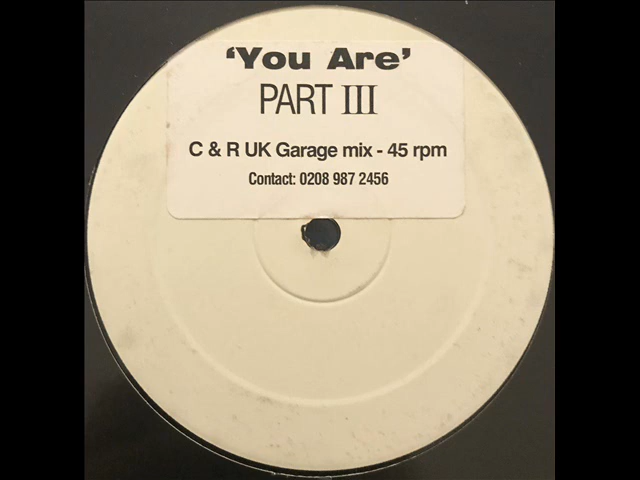 ‘You Are’
PART III
C & R UK Garage mix - 45 rpm
Contact: 0208 987 2456